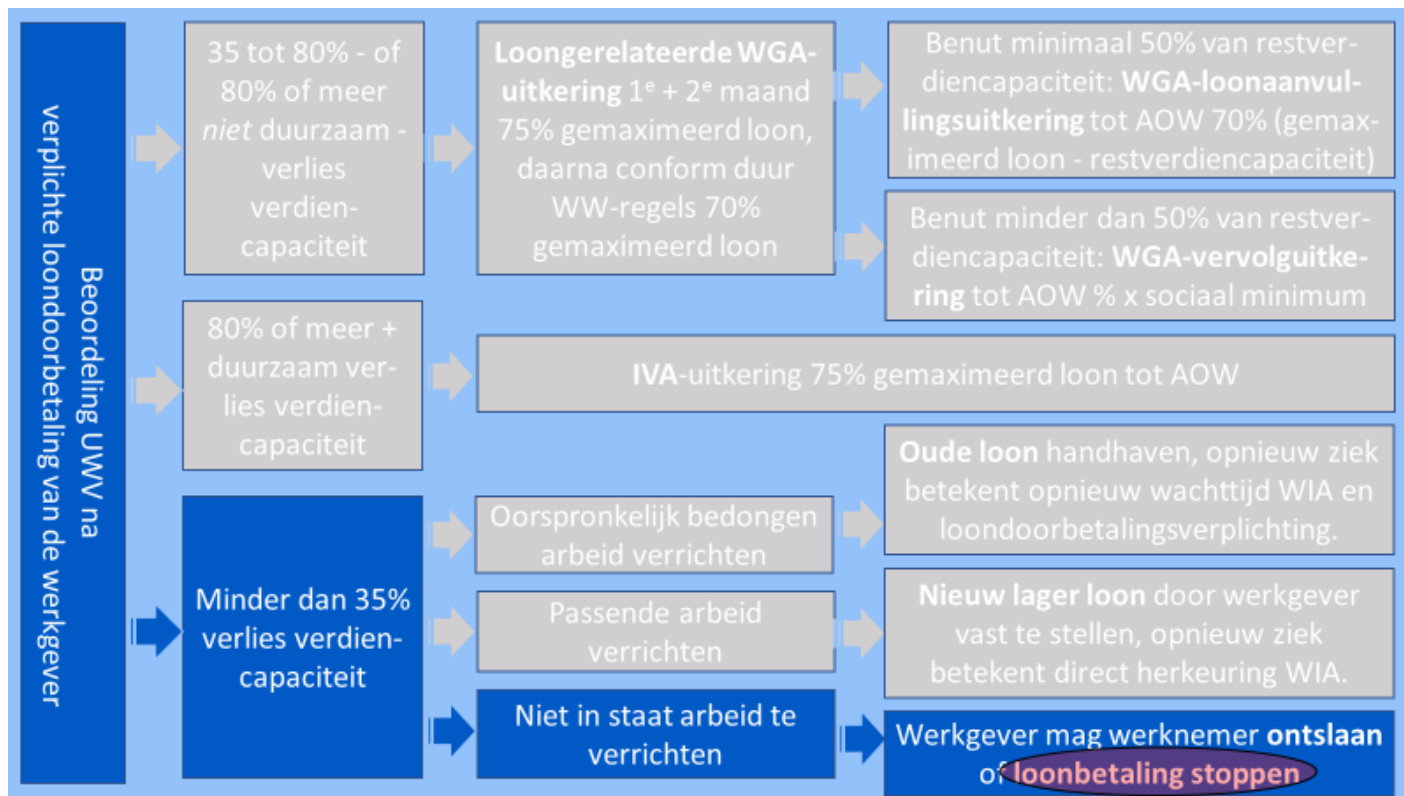 Beoordeling UWV na
verplichte loondoorbetaling van de werkgever
35 tot 80% - of
80% of meer
niet duurzaam -
verlies
verdien-
capaciteit
Loongerelateerde WGA-
uitkering 1e + 2e maand
75% gemaximeerd loon,
daarna conform duur
WW-regels 70%
gemaximeerd loon
Benut minimaal 50% van restver-
diencapaciteit: WGA-loonaanvul-
lingsuitkering tot AOW 70% (gemax-
imeerd loon - restverdiencapaciteit)
Benut minder dan 50% van restver-
diencapaciteit: WGA-vervolguitke-
ring tot AOW % x sociaal minimum
80% of meer +
duurzaam ver-
lies verdien-
capaciteit
IVA-uitkering 75% gemaximeerd loon tot AOW
Minder dan 35%
verlies verdien-
capaciteit
Oorspronkelijk bedongen
arbeid verrichten
Oude loon handhaven, opnieuw ziek
betekent opnieuw wachttijd WIA en
loondoorbetalingsverplichting.
Passende arbeid
verrichten
Nieuw lager loon door werkgever
vast te stellen, opnieuw ziek
betekent direct herkeuring WIA.
Niet in staat arbeid te
verrichten
Werkgever mag werknemer ontslaan
of loonbetaling stoppen